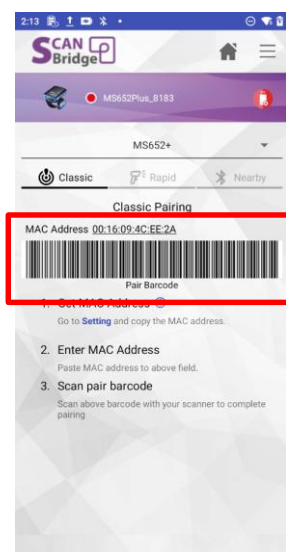 2:13
SCAN
Bridge
MS652Plus_8183
MS652+
Classic
Rapid
Nearby
Classic Pairing
MAC Address 00:16:09:4C:EE:2A
Pair Barcode
1. Get MAC Address
Go to Setting and copy the MAC address.
2. Enter MAC Address
Paste MAC address to above field.
3. Scan pair barcode
Scan above barcode with your scanner to complete
pairing